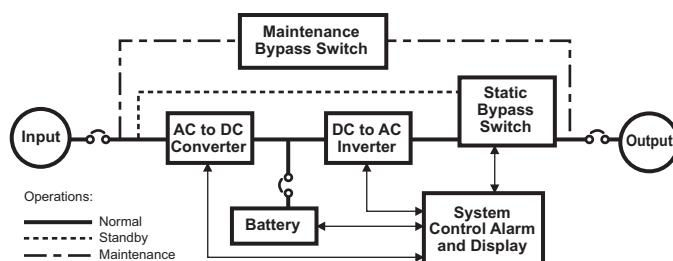 Maintenance
Bypass Switch
Static
Bypass
Switch
Input
AC to DC
Converter
DC to AC
Inverter
Output
Operations:
Normal
Standby
Maintenance
Battery
System
Control Alarm
and Display